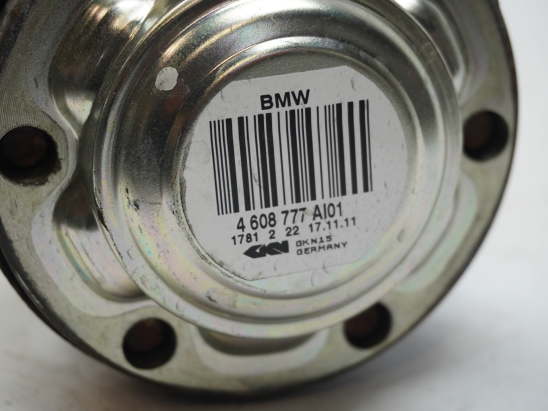 BMW
4 608 777 AI01
1781 2 22 17.11.11
GKN GKN15
GERMANY